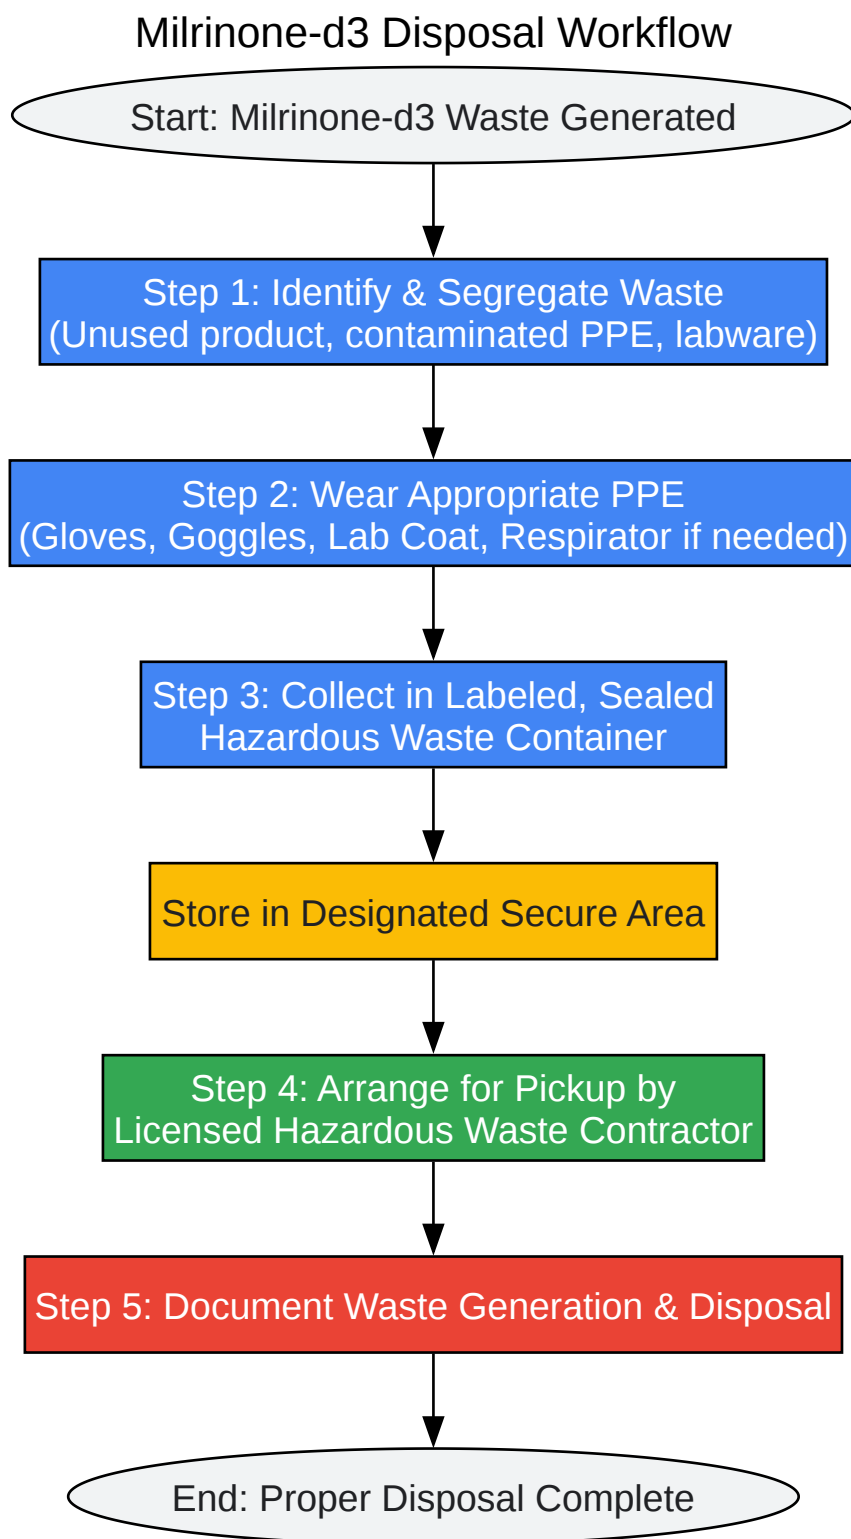 Milrinone-d3 Disposal Workflow
Start: Milrinone-d3 Waste Generated
Step 1: Identify & Segregate Waste
(Unused product, contaminated PPE, labware)
Step 2: Wear Appropriate PPE
(Gloves, Goggles, Lab Coat, Respirator if needed)
Step 3: Collect in Labeled, Sealed
Hazardous Waste Container
Store in Designated Secure Area
Step 4: Arrange for Pickup by
Licensed Hazardous Waste Contractor
Step 5: Document Waste Generation & Disposal
End: Proper Disposal Complete